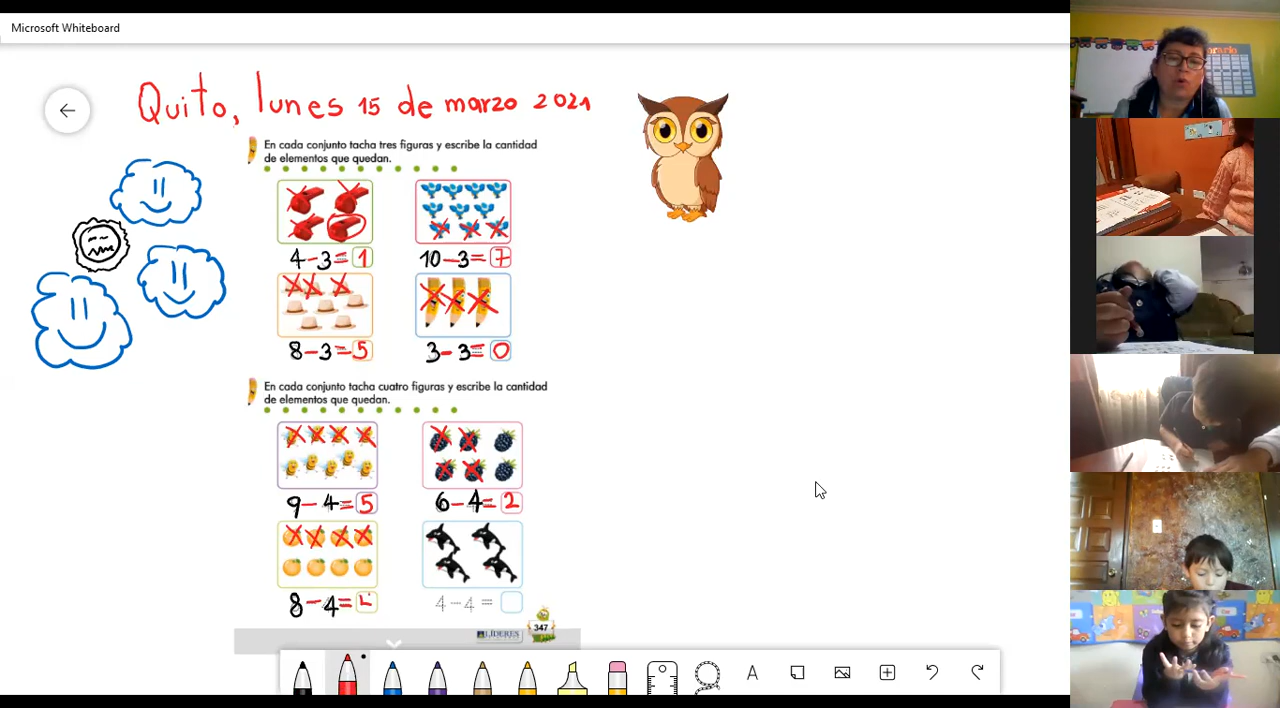 Microsoft Whiteboard
Quito, lunes 15 de marzo 2021
En cada conjunto tacha tres figuras y escribe la cantidad
de elementos que quedan.
4-3=1
10-3=7
8-3=5
3-3=0
En cada conjunto tacha cuatro figuras y escribe la cantidad
de elementos que quedan.
9-4=5
6-4=2
8-4=4
4-4=
LÍDERES
347
A